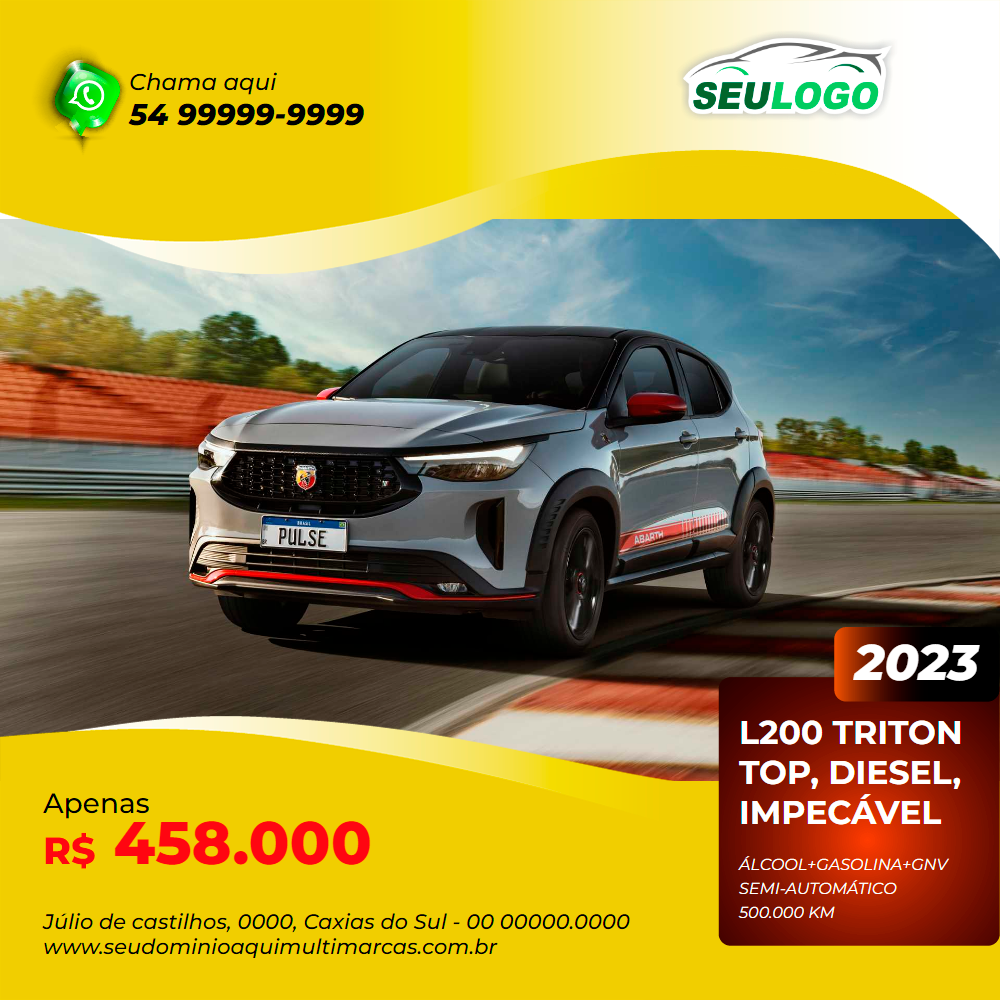 Chama aqui
54 99999-9999
SEULOGO
PULSE
BRASIL
ABARTH
2023
L200 TRITON
TOP, DIESEL,
IMPECÁVEL
ÁLCOOL+GASOLINA+GNV
SEMI-AUTOMÁTICO
500.000 KM
Apenas
R$ 458.000
Júlio de castilhos, 0000, Caxias do Sul - 00 00000.0000
www.seudominioaquimultimarcas.com.br